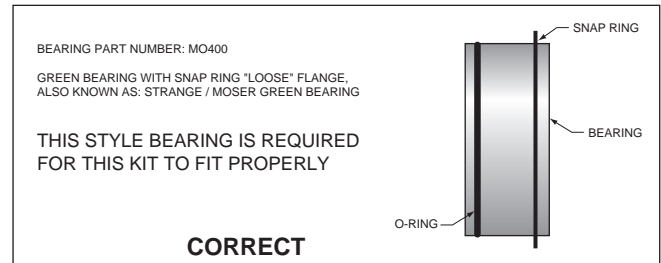 BEARING PART NUMBER: MO400
GREEN BEARING WITH SNAP RING "LOOSE" FLANGE,
ALSO KNOWN AS: STRANGE / MOSER GREEN BEARING
THIS STYLE BEARING IS REQUIRED
FOR THIS KIT TO FIT PROPERLY
CORRECT
SNAP RING
BEARING
O-RING